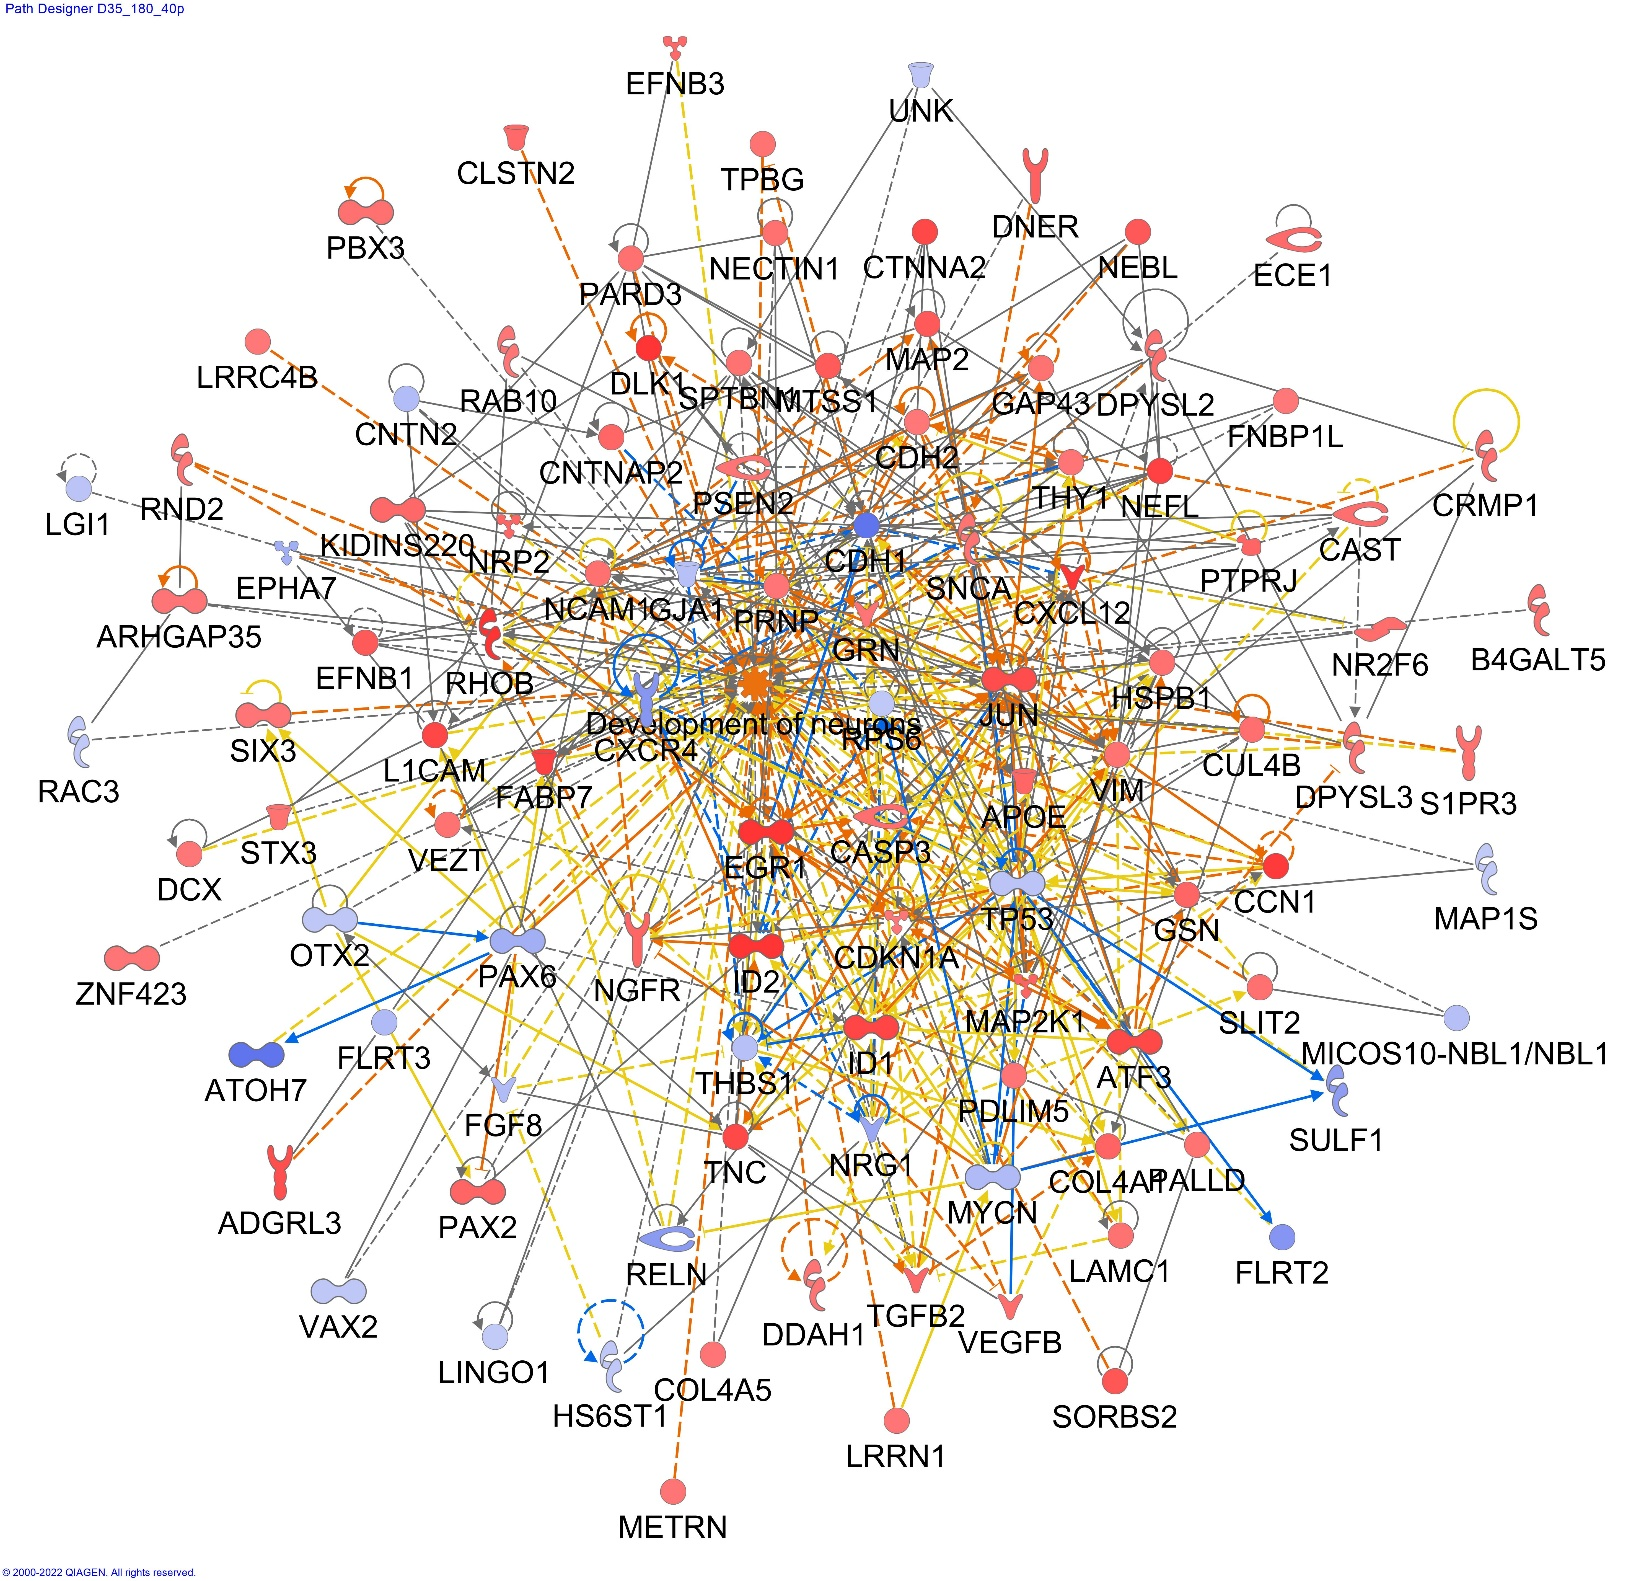 Path Designer D35_180_40p
EFNB3
UNK
CLSTN2
TPBG
DNER
PBX3
NECTIN1
CTNNA2
NEBL
ECE1
PARD3
LRRC4B
RAB10
DLK1
SPTBN1
MTSS1
MAP2
GAP43
DPYSL2
FNBP1L
CNTN2
CNTNAP2
CDH2
THY1
NEFL
CRMP1
LGI1
RND2
KIDINS220
NRP2
PSEN2
CDH1
SNCA
CXCL12
PTPRJ
CAST
EPHA7
NCAM1
GJA1
PRNP
GRN
ARHGAP35
EFNB1
RHOB
HSPB1
NR2F6
B4GALT5
Development of neurons
JUN
SIX3
L1CAM
CXCR4
RPS6
RAC3
FABP7
APOE
VIM
CUL4B
DPYSL3
S1PR3
DCX
STX3
VEZT
EGR1
CASP3
OTX2
TP53
GSN
CCN1
MAP1S
ZNF423
PAX6
NGFR
ID2
CDKN1A
MAP2K1
SLIT2
MICOS10-NBL1/NBL1
ATOH7
FLRT3
THBS1
ID1
ATF3
FGF8
PDLIM5
SULF1
TNC
NRG1
COL4A1
PALLD
ADGRL3
PAX2
MYCN
RELN
LAMC1
FLRT2
VAX2
LINGO1
DDAH1
TGFB2
VEGFB
HS6ST1
COL4A5
SORBS2
LRRN1
METRN
© 2000-2022 QIAGEN. All rights reserved.